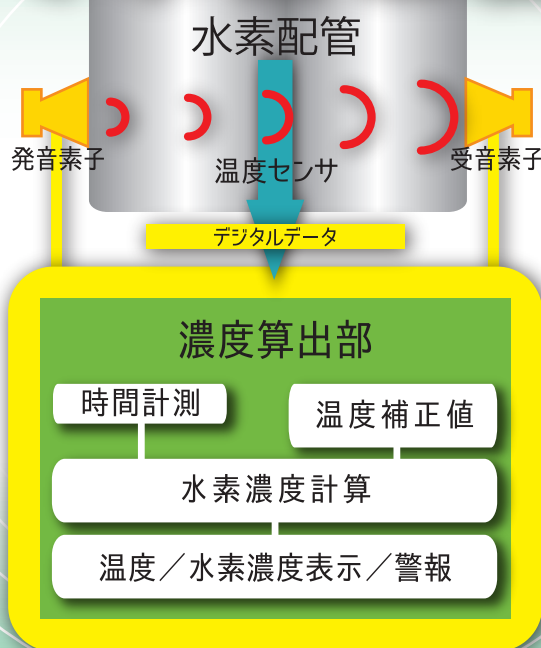 水素配管
発音素子
温度センサ
受音素子
デジタルデータ
濃度算出部
時間計測
温度補正値
水素濃度計算
温度／水素濃度表示／警報